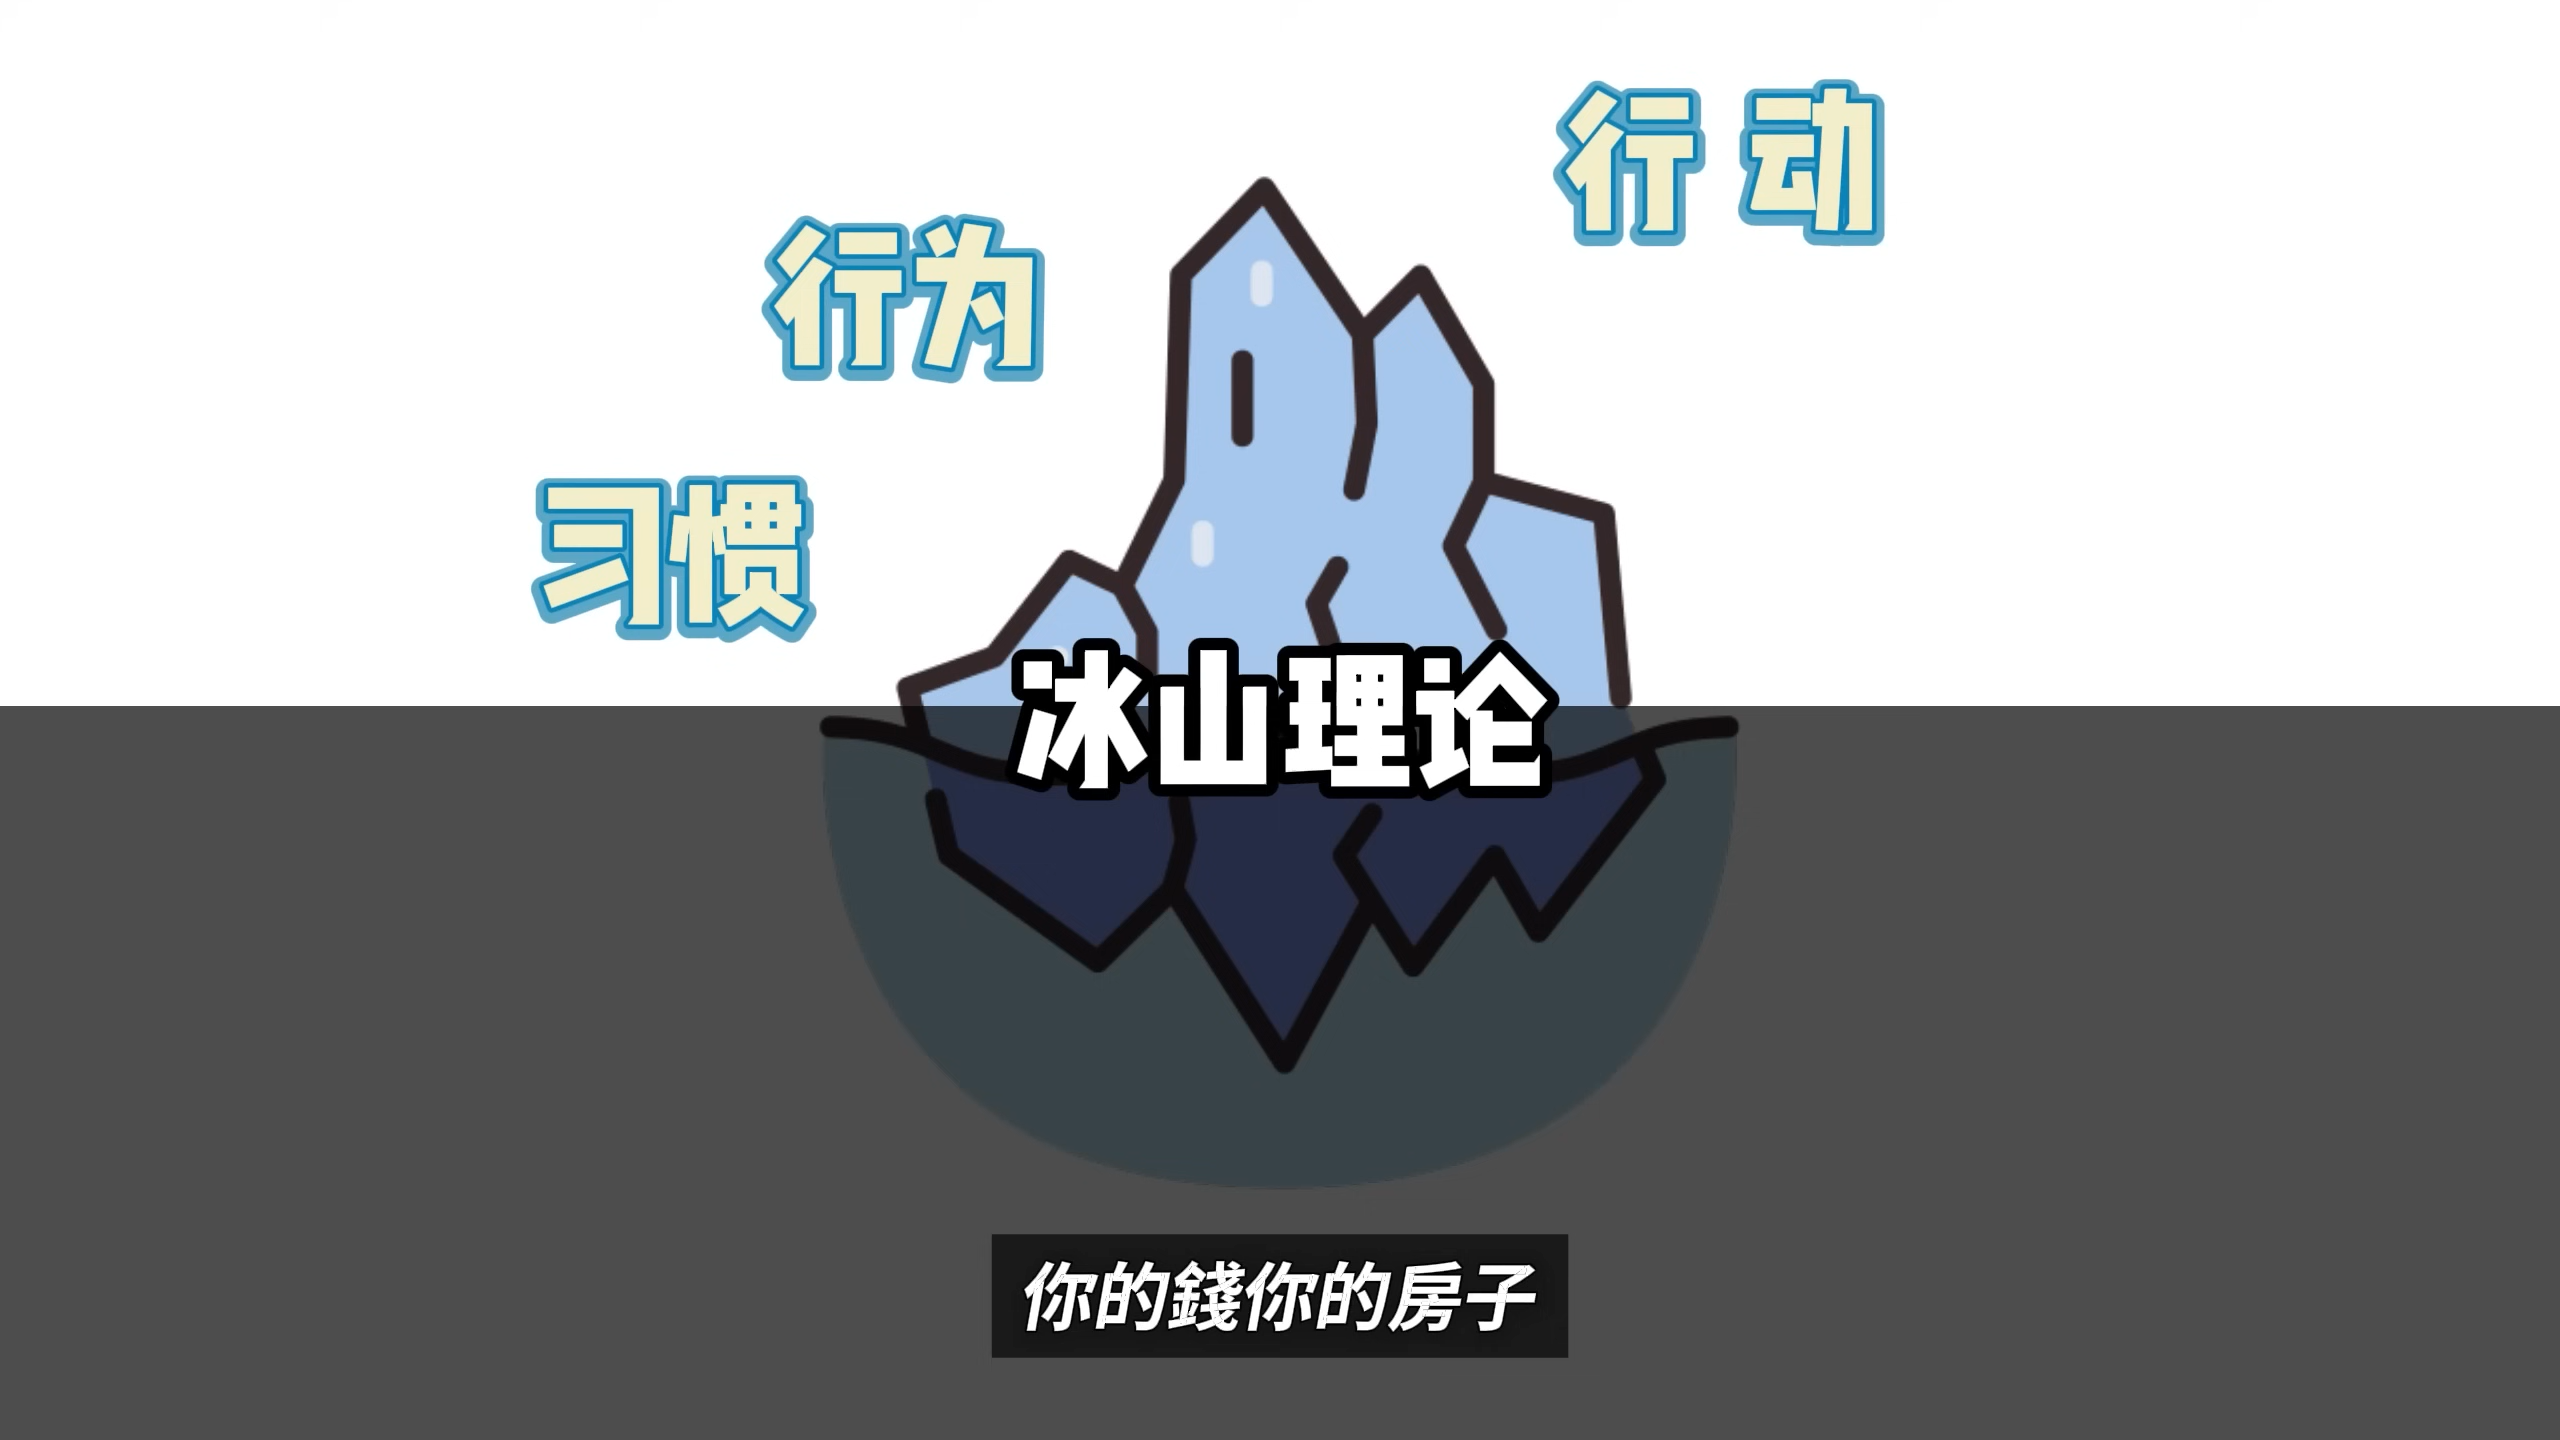 行动
行为
习惯
冰山理论
你的錢你的房子